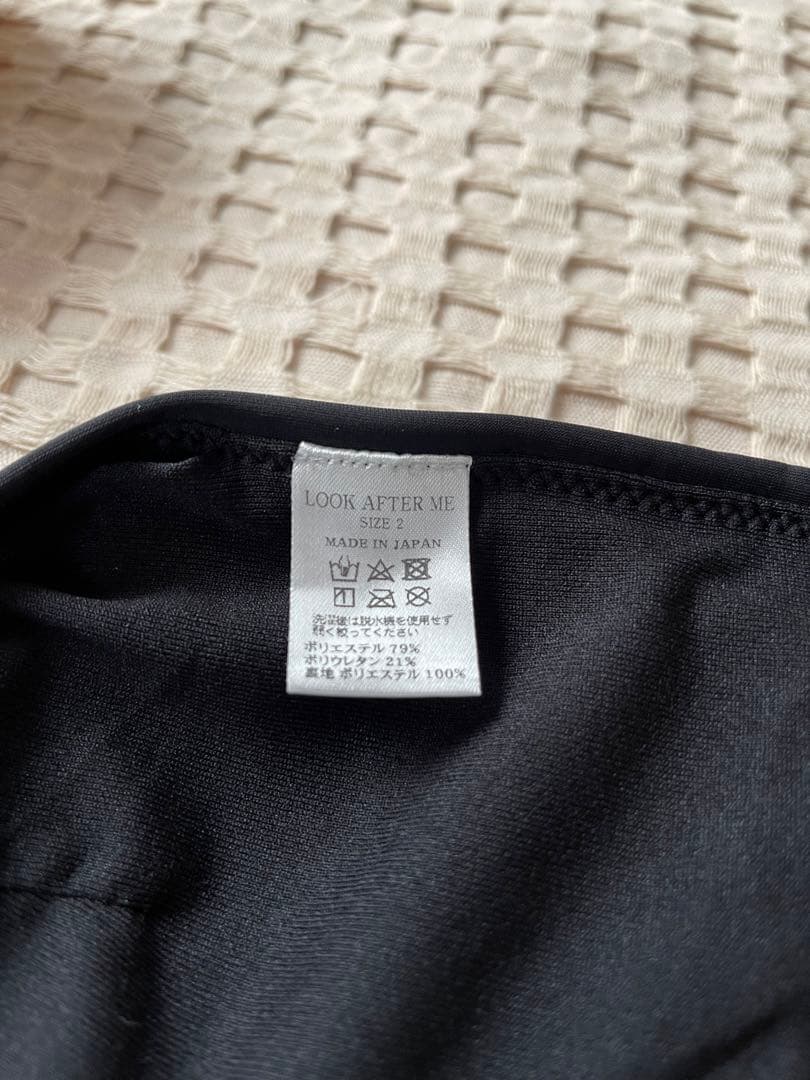 LOOK AFTER ME
SIZE 2
MADE IN JAPAN
洗濯後は脱水機を使用せず
軽く絞ってください
ポリエステル 79%
ポリウレタン 21%
裏地 ポリエステル 100%